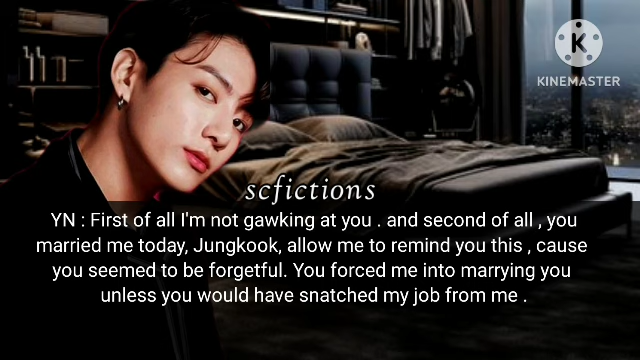 K
KINEMASTER
scfictions
YN : First of all I'm not gawking at you . and second of all , you
married me today, Jungkook, allow me to remind you this , cause
you seemed to be forgetful. You forced me into marrying you
unless you would have snatched my job from me .